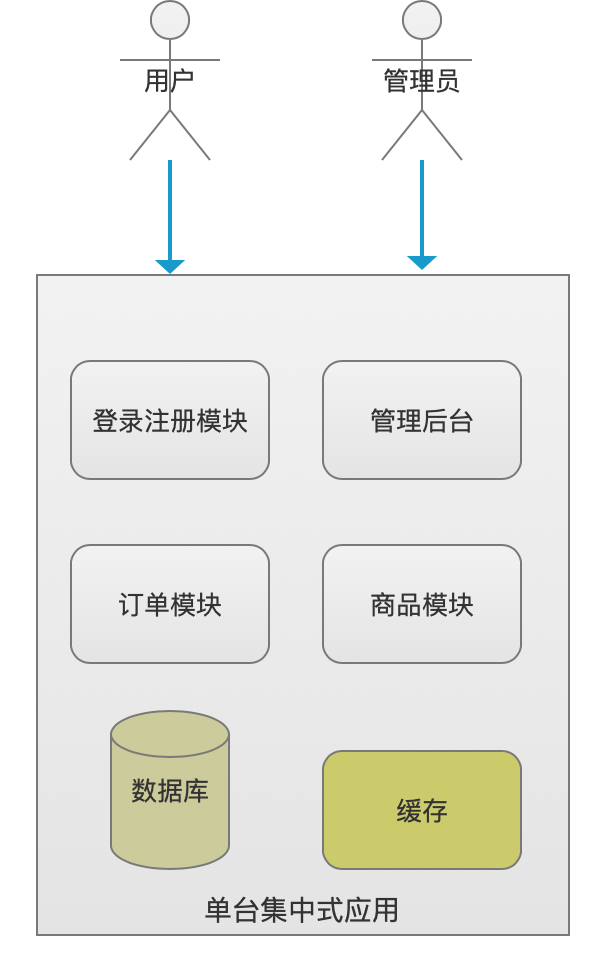 用户
管理员
登录注册模块
管理后台
订单模块
商品模块
数据库
缓存
单台集中式应用